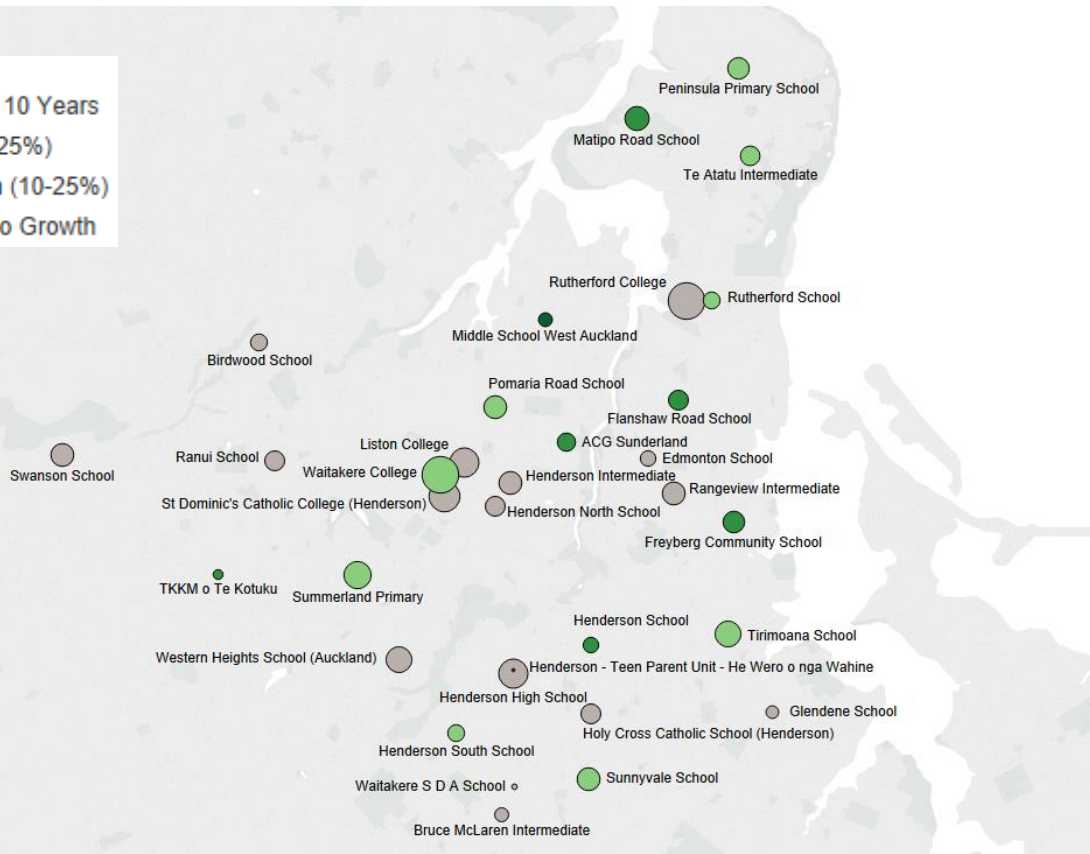 10 Years
25%)
(10-25%)
o Growth
Peninsula Primary School
Matipo Road School
Te Atatu Intermediate
Rutherford College
Rutherford School
Middle School West Auckland
Birdwood School
Pomaria Road School
Flanshaw Road School
Liston College
ACG Sunderland
Ranui School
Edmonton School
Swanson School
Waitakere College
Henderson Intermediate
Rangeview Intermediate
St Dominic's Catholic College (Henderson)
Henderson North School
Freyberg Community School
TKKM o Te Kotuku
Summerland Primary
Henderson School
Tirimoana School
Western Heights School (Auckland)
Henderson - Teen Parent Unit - He Wero o nga Wahine
Henderson High School
Glendene School
Holy Cross Catholic School (Henderson)
Henderson South School
Sunnyvale School
Waitakere S D A School
Bruce McLaren Intermediate